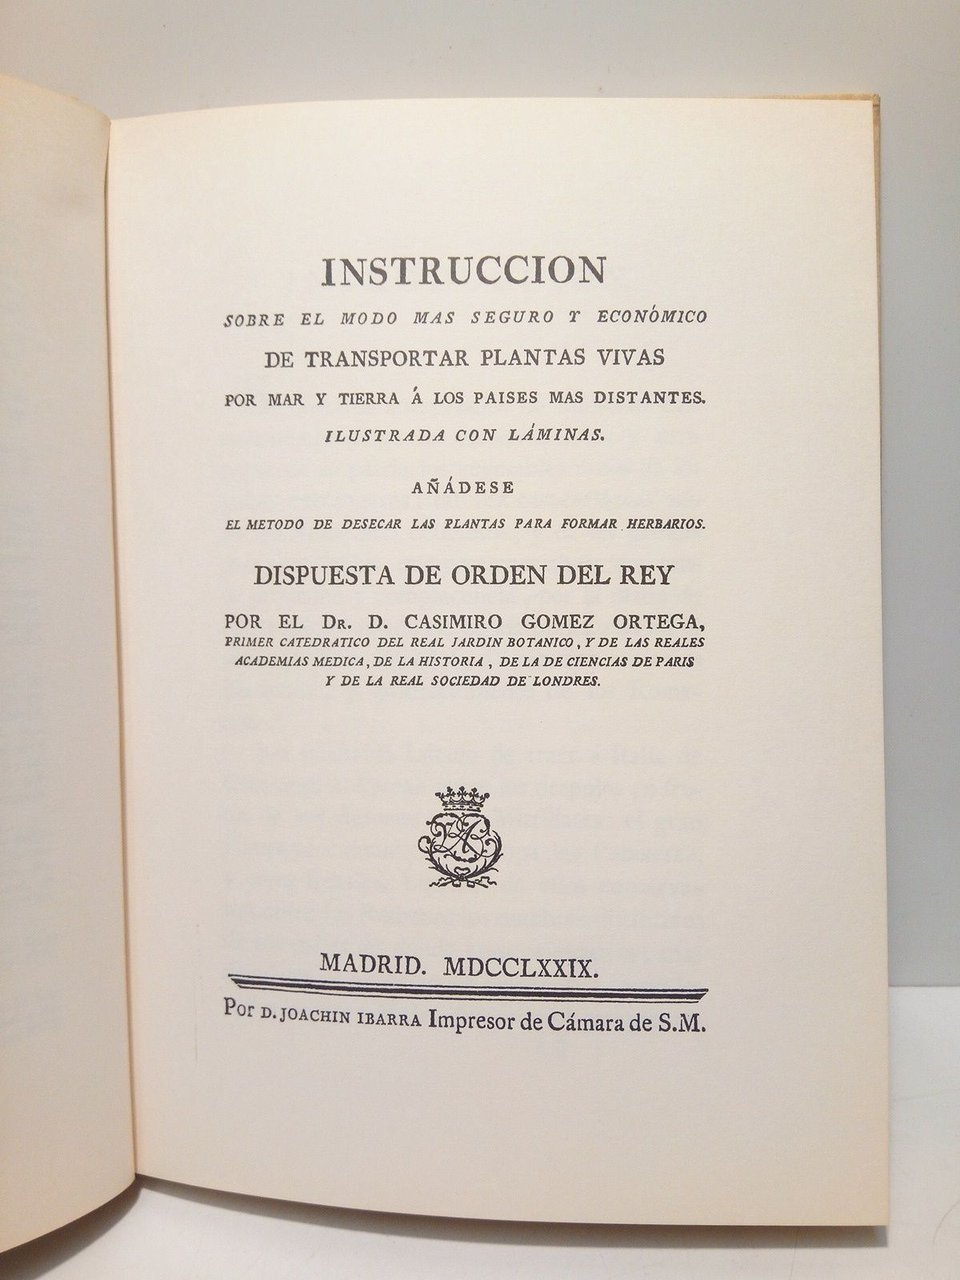 INSTRUCCION
SOBRE EL MODO MAS SEGURO Y ECONÓMICO
DE TRANSPORTAR PLANTAS VIVAS
POR MAR Y TIERRA Á LOS PAISES MAS DISTANTES.
ILUSTRADA CON LÁMINAS.
AÑÁDESE
EL METODO DE DESECAR LAS PLANTAS PARA FORMAR HERBARIOS.
DISPUESTA DE ORDEN DEL REY
POR EL DR. D. CASIMIRO GOMEZ ORTEGA,
PRIMER CATEDRATICO DEL REAL JARDIN BOTANICO, Y DE LAS REALES
ACADEMIAS MEDICA, DE LA HISTORIA, DE LA DE CIENCIAS DE PARIS
Y DE LA REAL SOCIEDAD DE LONDRES.
MADRID. MDCCLXXIX.
Por D. JOACHIN IBARRA Impresor de Cámara de S.M.